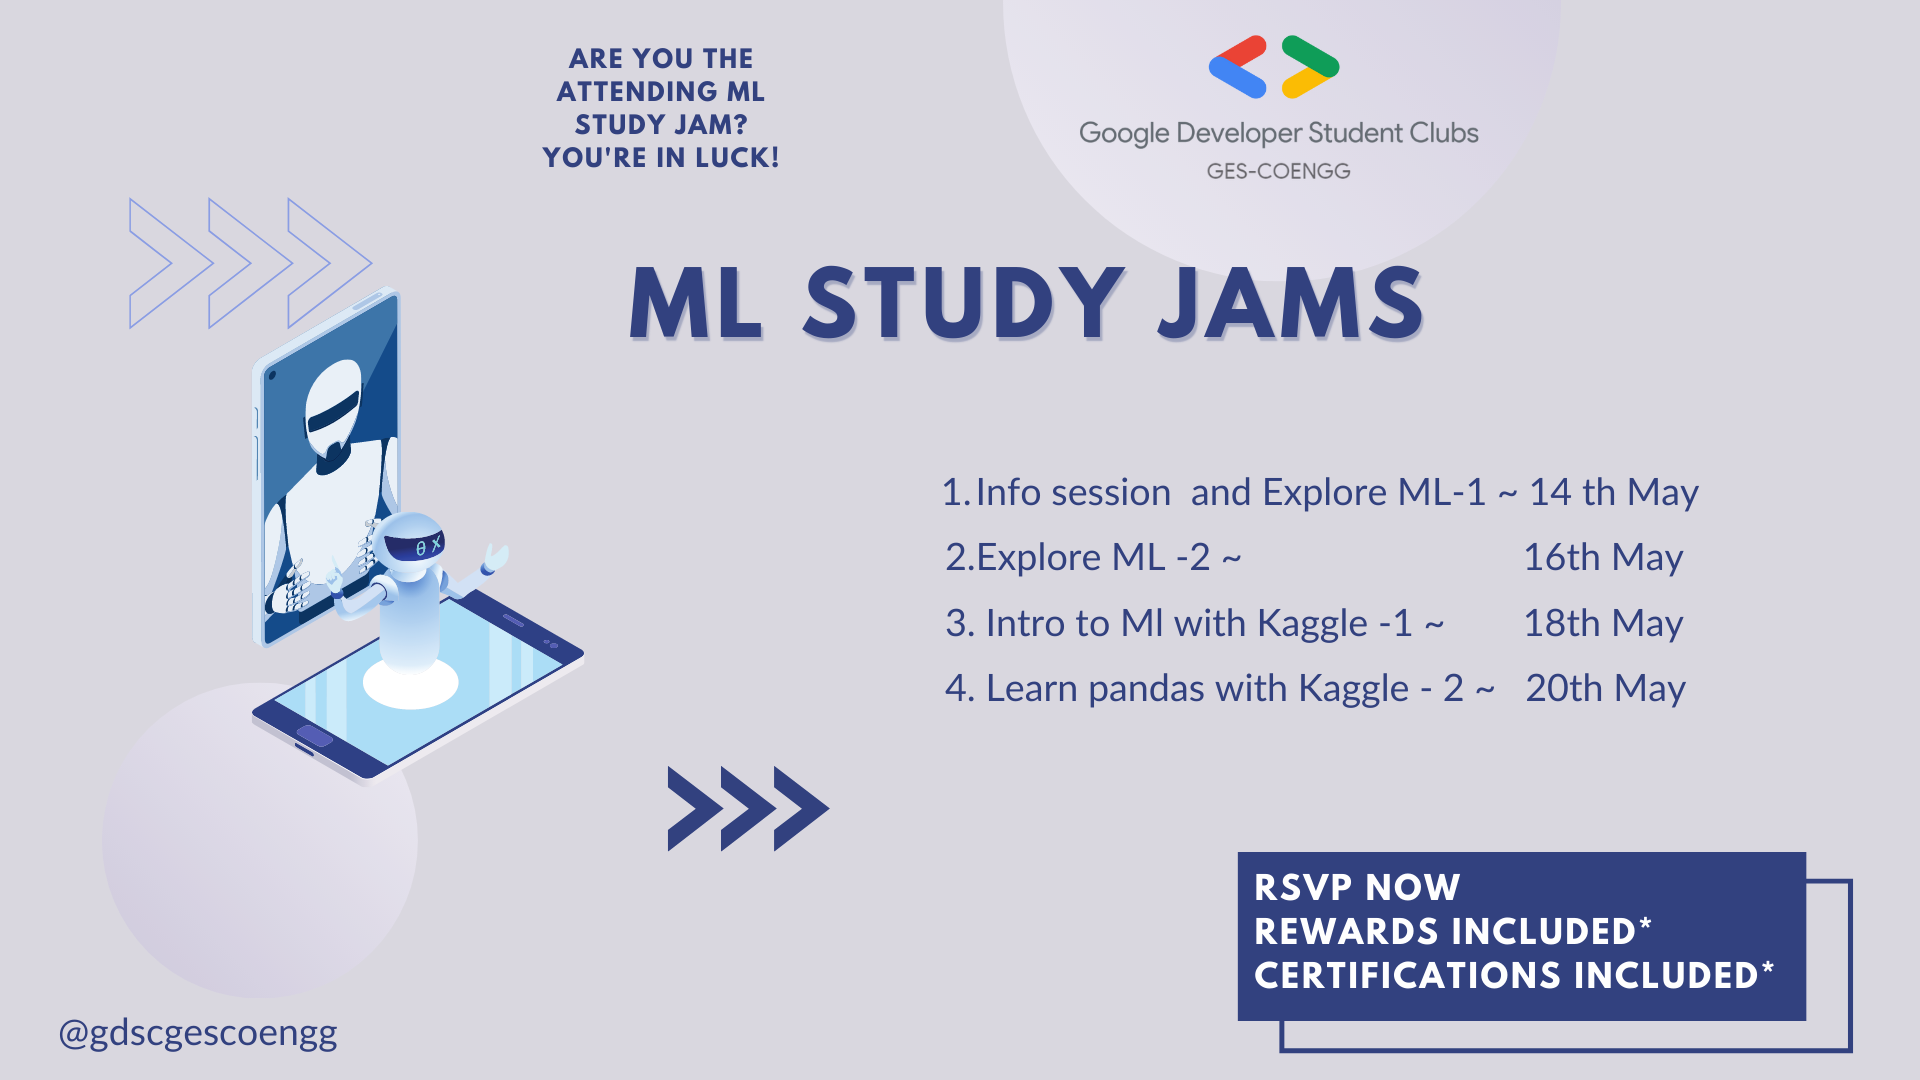 ARE YOU THE
ATTENDING ML
STUDY JAM?
YOU'RE IN LUCK!
Google Developer Student Clubs
GES-COENGG
ML STUDY JAMS
1.Info session and Explore ML-1 ~ 14 th May
2.Explore ML -2 ~ 16th May
3. Intro to Ml with Kaggle -1 ~ 18th May
4. Learn pandas with Kaggle - 2 ~ 20th May
RSVP NOW
REWARDS INCLUDED*
CERTIFICATIONS INCLUDED*
@gdscgescoengg